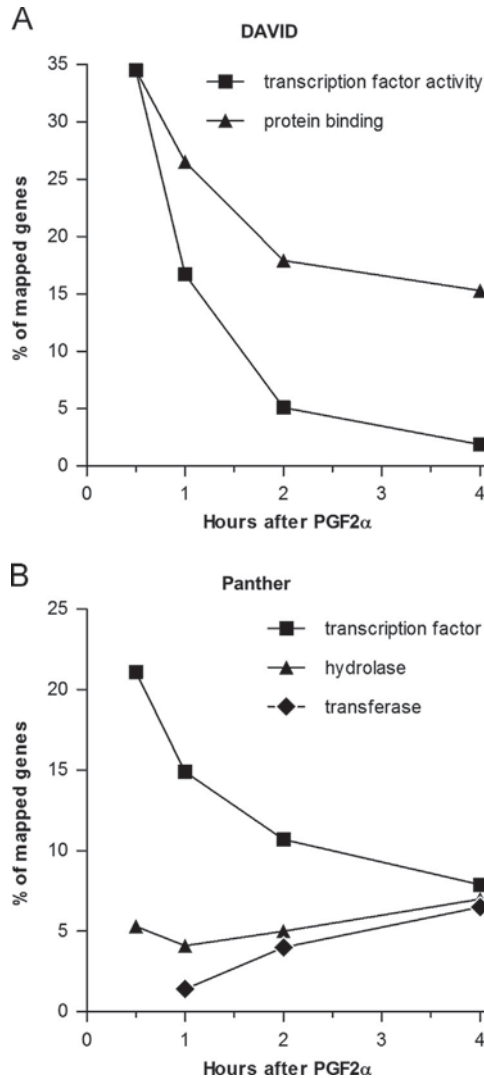 A
DAVID
35
30
25
20
15
10
5
0
% of mapped genes
transcription factor activity
protein binding
0 1 2 3 4
Hours after PGF2α
B
Panther
25
20
15
10
5
0
% of mapped genes
transcription factor
hydrolase
transferase
0 1 2 3 4
Hours after PGF2α